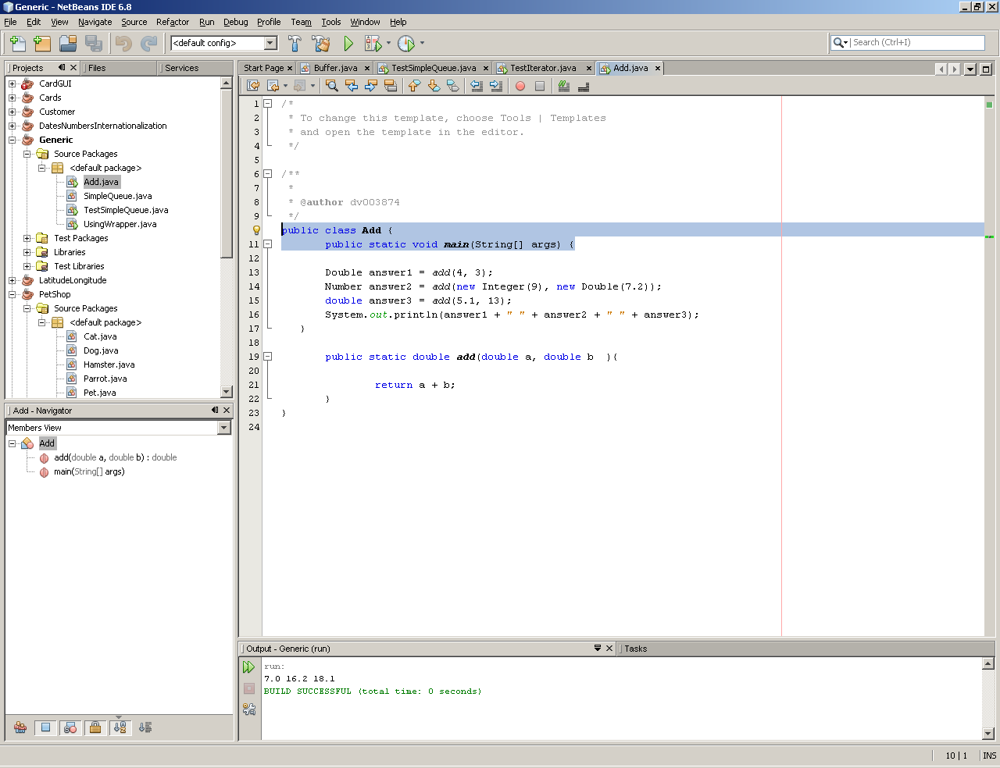 Generic - NetBeans IDE 6.8
File Edit View Navigate Source Refactor Run Debug Profile Team Tools Window Help
<default config>
Search (Ctrl+I)
Projects Files Services
CardGUI
Cards
Customer
DatesNumbersInternationalization
Generic
Source Packages
<default package>
Add.java
SimpleQueue.java
TestSimpleQueue.java
UsingWrapper.java
Test Packages
Libraries
Test Libraries
LatitudeLongitude
PetShop
Source Packages
<default package>
Cat.java
Dog.java
Hamster.java
Parrot.java
Pet.java
Add - Navigator
Members View
Add
add(double a, double b) : double
main(String[] args)
Start Page Buffer.java TestSimpleQueue.java TestIterator.java Add.java
1 /*
2 * To change this template, choose Tools | Templates
3 * and open the template in the editor.
4 */
5
6 /**
7 *
8 * @author dv003874
9 */
public class Add {
11 public static void main(String[] args) {
12
13 Double answer1 = add(4, 3);
14 Number answer2 = add(new Integer(9), new Double(7.2));
15 double answer3 = add(5.1, 13);
16 System.out.println(answer1 + " " + answer2 + " " + answer3);
17 }
18
19 public static double add(double a, double b  ){
20
21 return a + b;
22 }
23 }
24
Output - Generic (run) Tasks
run:
7.0 16.2 18.1
BUILD SUCCESSFUL (total time: 0 seconds)
10 | 1 INS